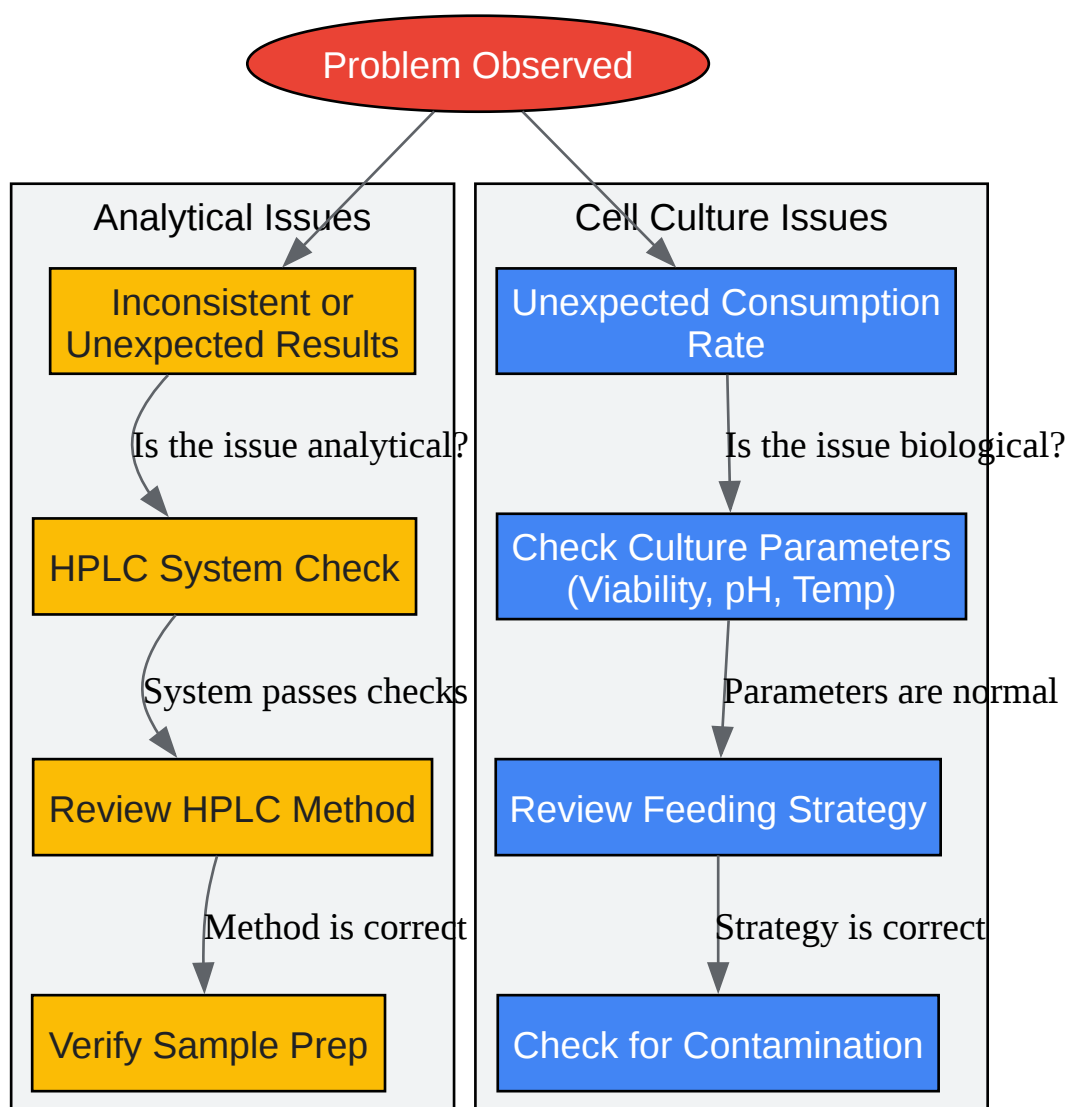 Problem Observed
Analytical Issues
Inconsistent or
Unexpected Results
Is the issue analytical?
HPLC System Check
System passes checks
Review HPLC Method
Method is correct
Verify Sample Prep
Cell Culture Issues
Unexpected Consumption
Rate
Is the issue biological?
Check Culture Parameters
(Viability, pH, Temp)
Parameters are normal
Review Feeding Strategy
Strategy is correct
Check for Contamination